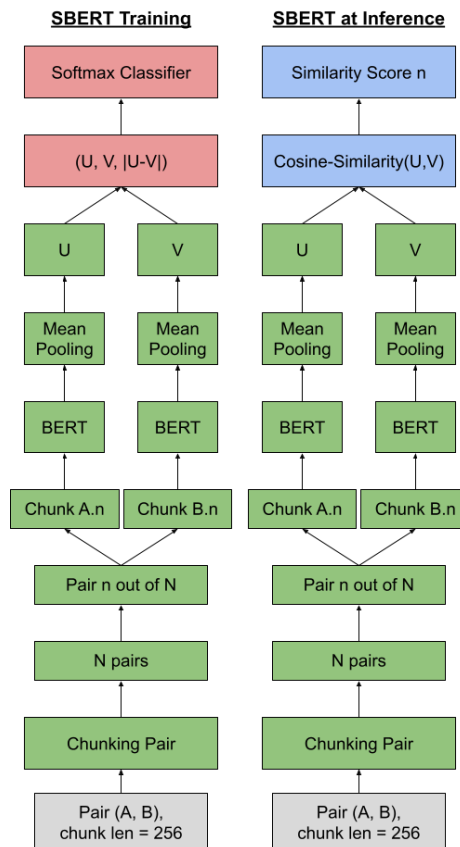 SBERT Training
Softmax Classifier
(U, V, |U-V|)
U
V
Mean
Pooling
Mean
Pooling
BERT
BERT
Chunk A.n
Chunk B.n
Pair n out of N
N pairs
Chunking Pair
Pair (A, B),
chunk len = 256
SBERT at Inference
Similarity Score n
Cosine-Similarity(U,V)
U
V
Mean
Pooling
Mean
Pooling
BERT
BERT
Chunk A.n
Chunk B.n
Pair n out of N
N pairs
Chunking Pair
Pair (A, B),
chunk len = 256